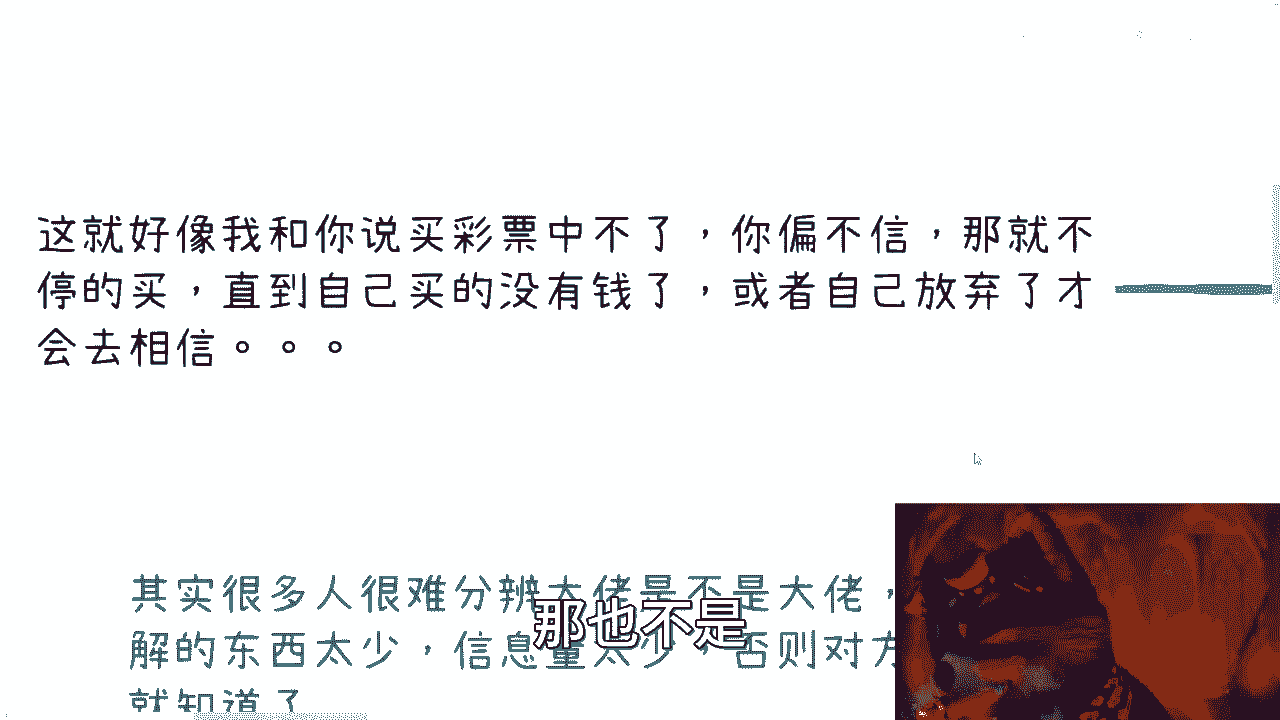 这就好像我和你说买彩票中不了，你偏不信，那就不
停的买，直到自己买的没有钱了，或者自己放弃了才
会去相信。。。
其实很多人很难分辨大佬是不是大佬，
解的东西太少，信息量太少，否则对方
就知道了
那也不是